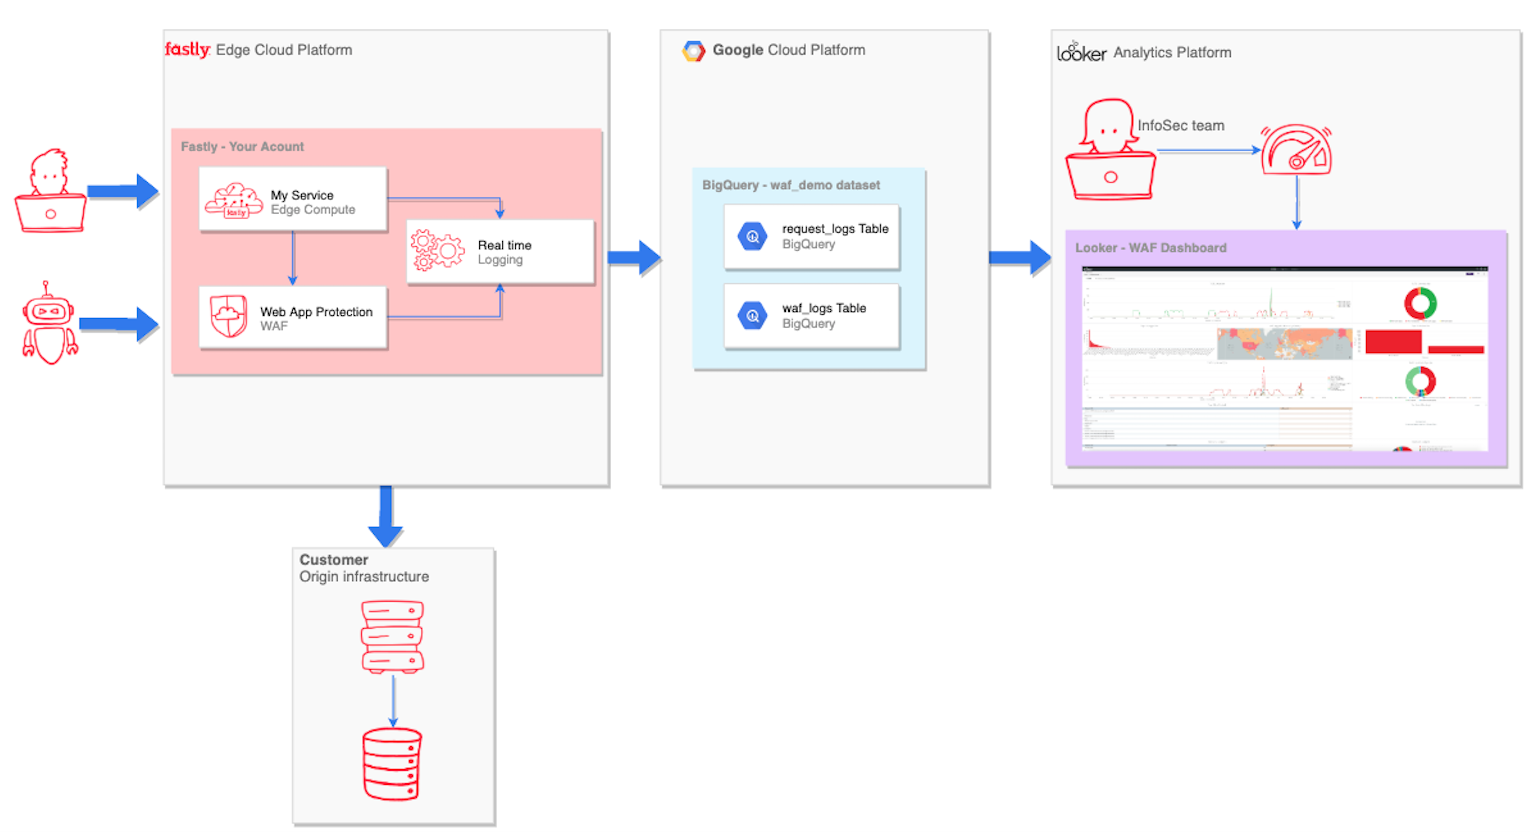 fastly Edge Cloud Platform
Fastly - Your Acount
fastly
My Service
Edge Compute
Real time
Logging
Web App Protection
WAF
Google Cloud Platform
BigQuery - waf_demo dataset
request_logs Table
BigQuery
waf_logs Table
BigQuery
looker Analytics Platform
InfoSec team
Looker - WAF Dashboard
Customer
Origin infrastructure